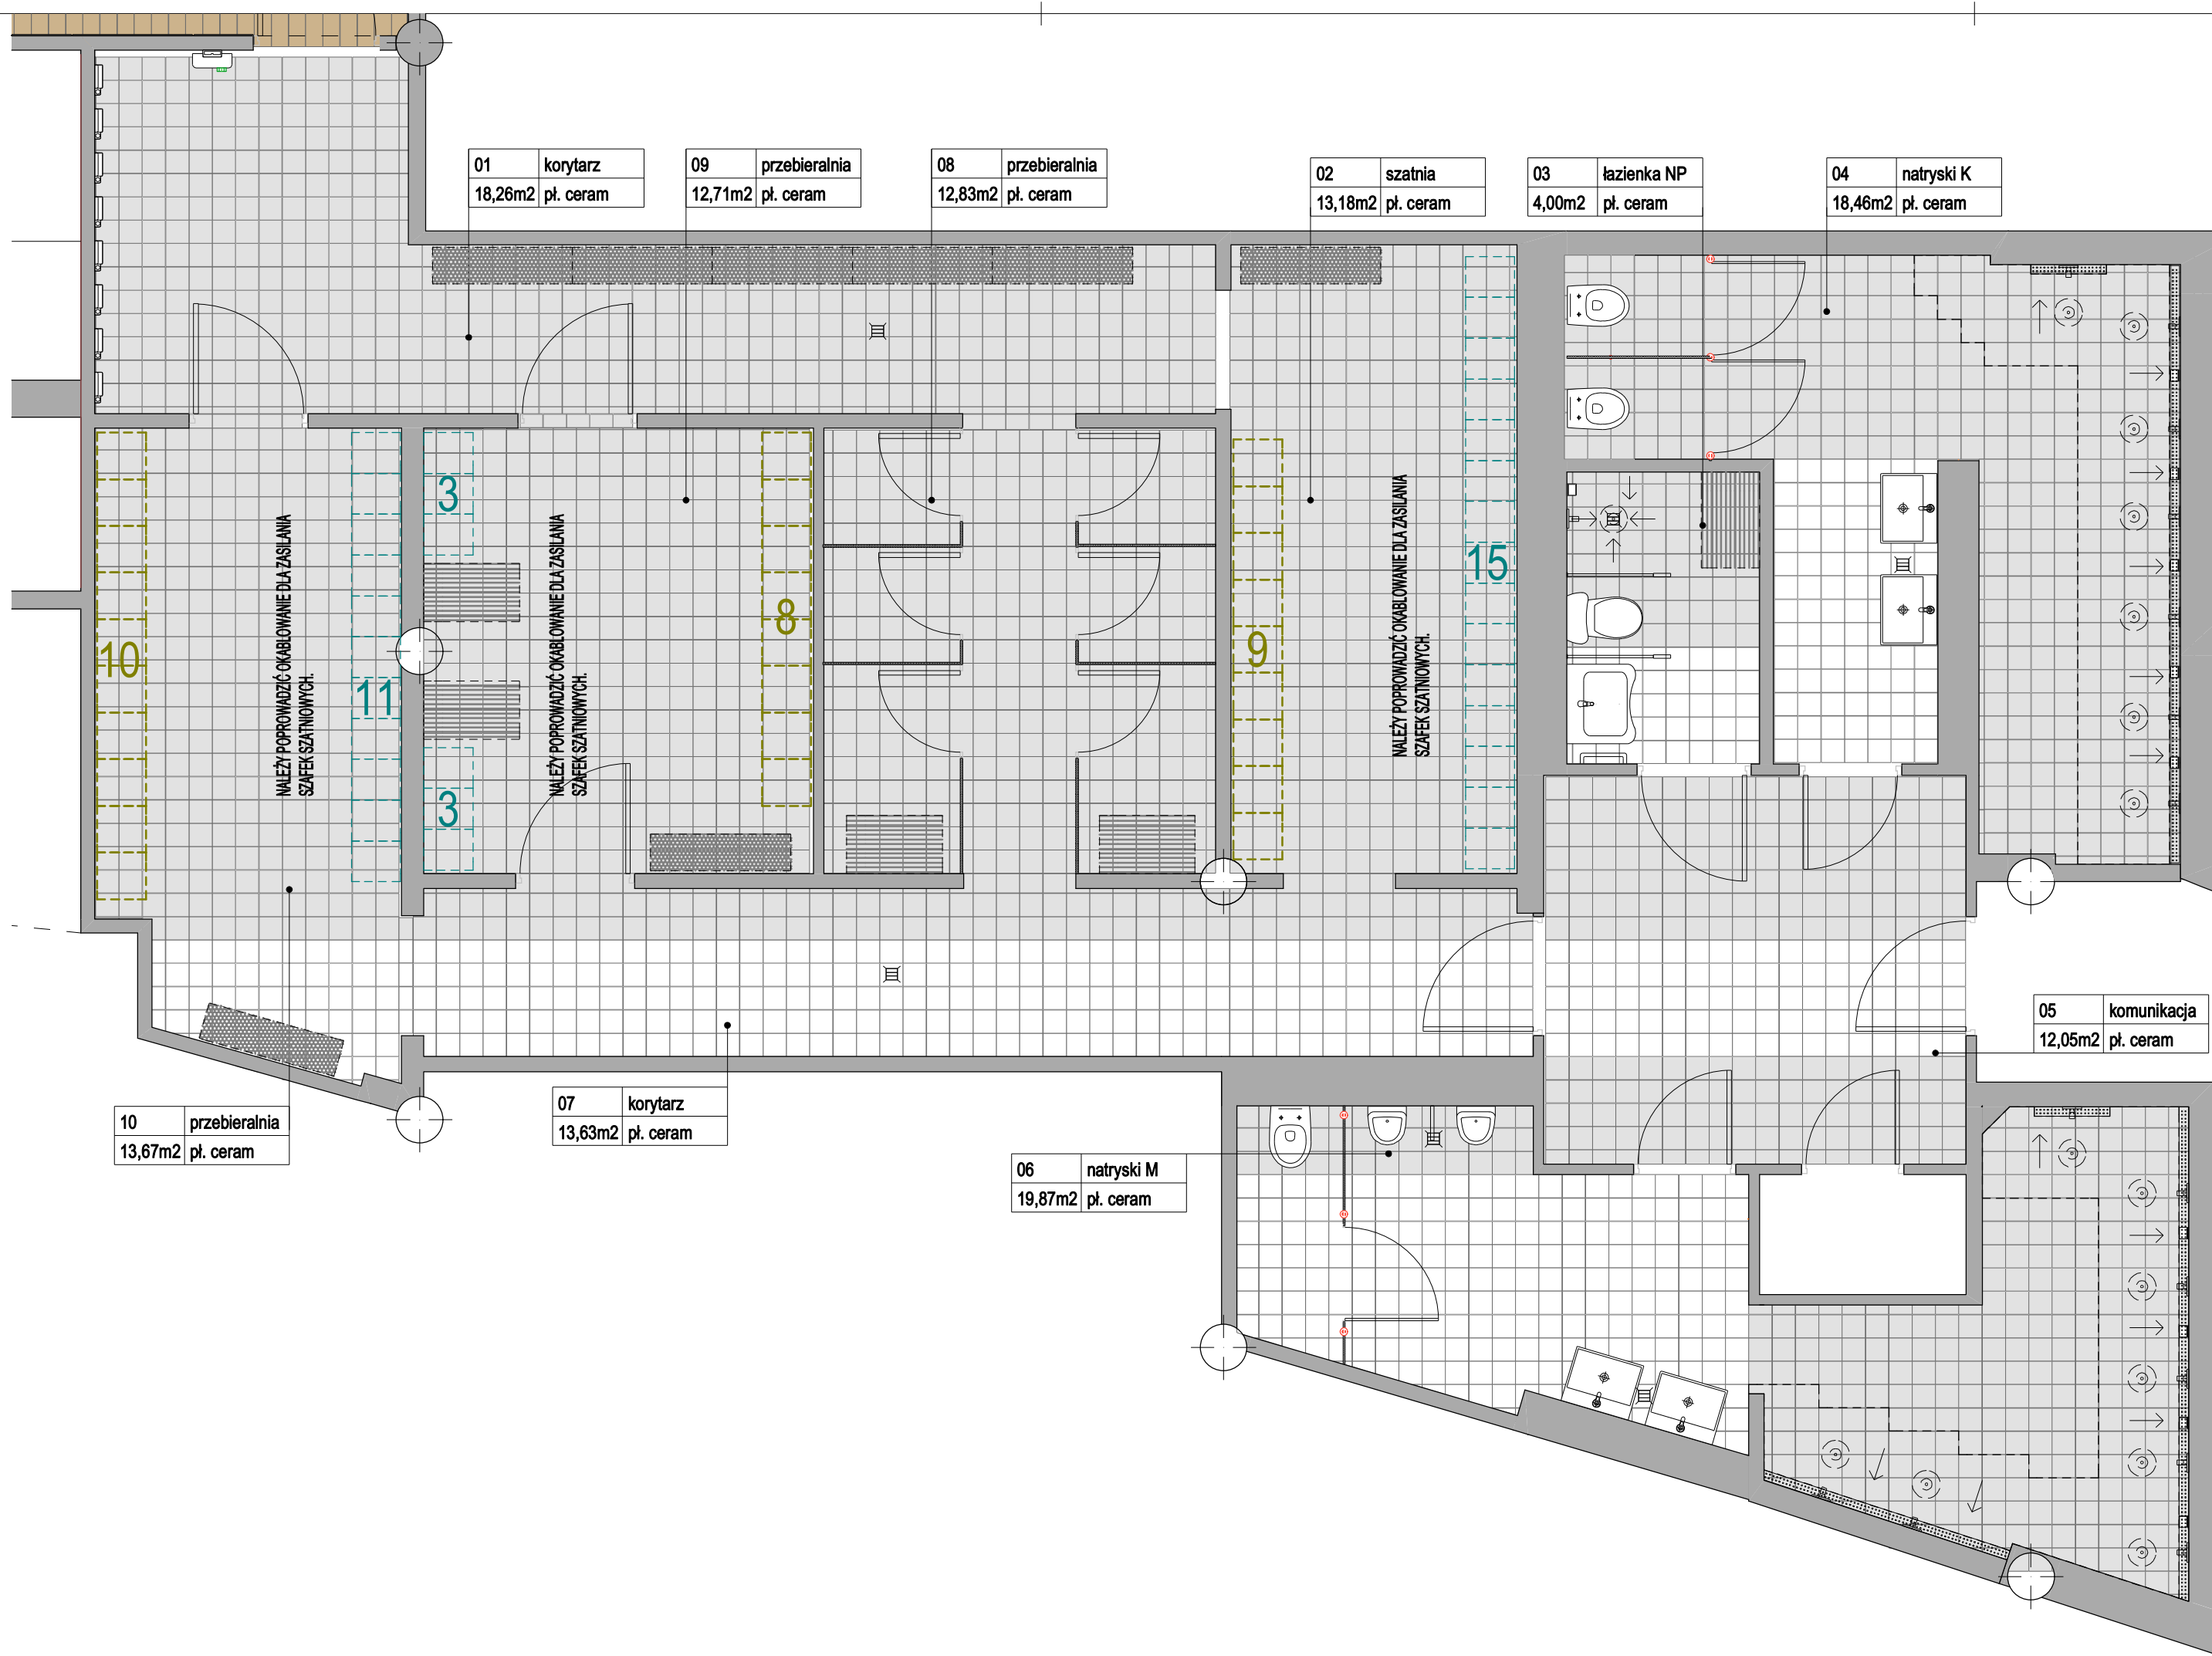 01 korytarz
18,26m2 pł. ceram
09 przebieralnia
12,71m2 pł. ceram
08 przebieralnia
12,83m2 pł. ceram
02 szatnia
13,18m2 pł. ceram
03 łazienka NP
4,00m2 pł. ceram
04 natryski K
18,46m2 pł. ceram
10
11
NALEŻY POPROWADZIĆ OKABLOWANIE DLA ZASILANIA
SZAFEK SZATNIOWYCH.
3
3
NALEŻY POPROWADZIĆ OKABLOWANIE DLA ZASILANIA
SZAFEK SZATNIOWYCH.
8
9
NALEŻY POPROWADZIĆ OKABLOWANIE DLA ZASILANIA
SZAFEK SZATNIOWYCH.
15
05 komunikacja
12,05m2 pł. ceram
10 przebieralnia
13,67m2 pł. ceram
07 korytarz
13,63m2 pł. ceram
06 natryski M
19,87m2 pł. ceram